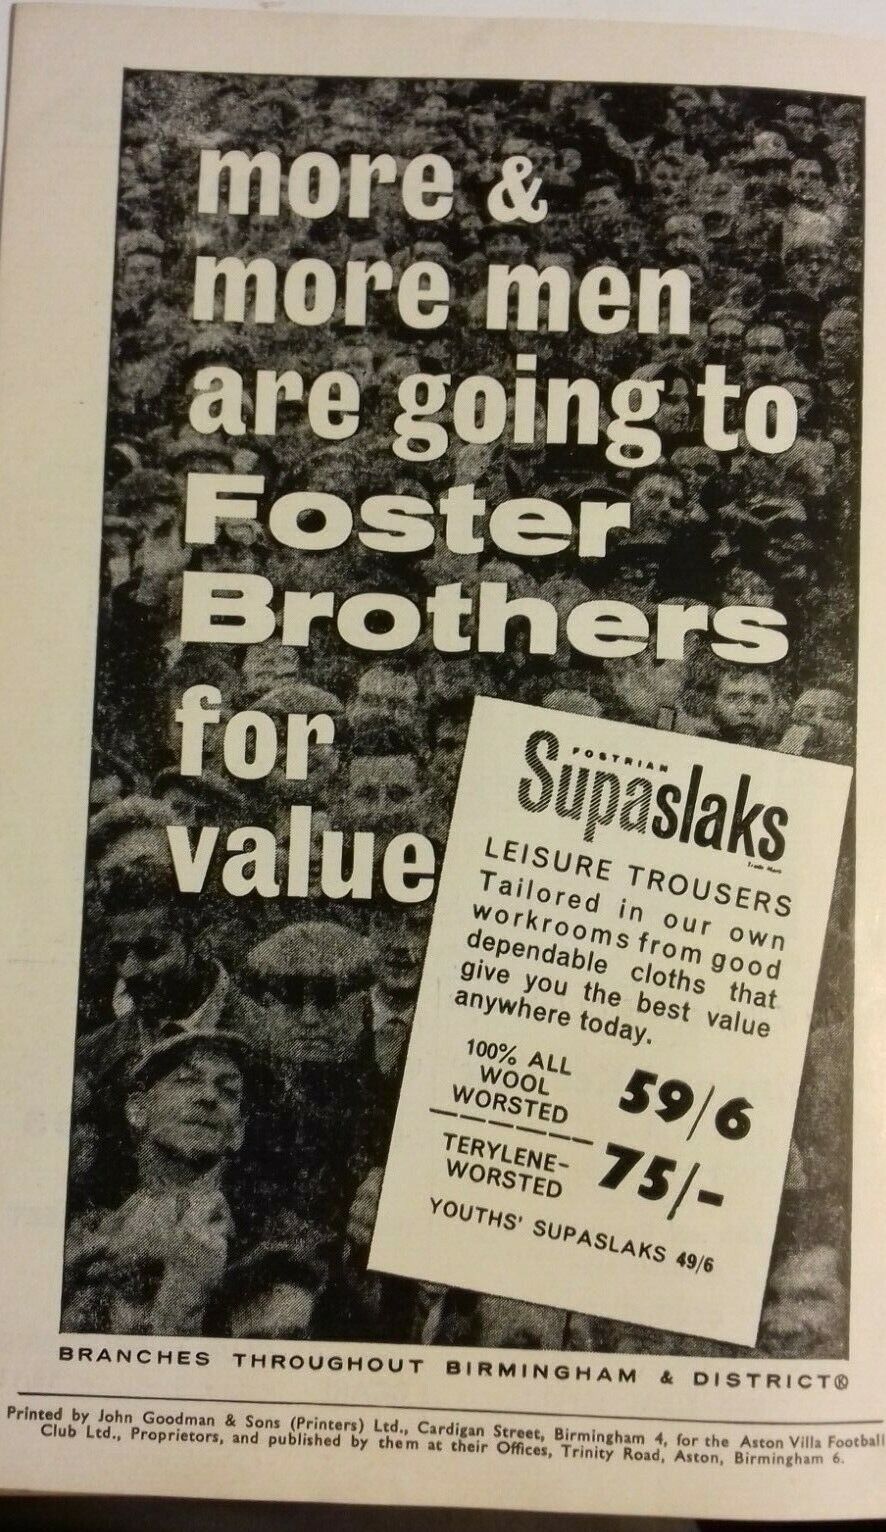 more &
more men
are going to
Foster
Brothers
for
value
FOSTRIAN
Supaslaks
Trade Mark
LEISURE TROUSERS
Tailored in our own
workrooms from good
dependable cloths that
give you the best value
anywhere today.
100% ALL
WOOL
WORSTED
59/6
TERYLENE-
WORSTED
75/-
YOUTHS' SUPASLAKS 49/6
BRANCHES THROUGHOUT BIRMINGHAM & DISTRICT®
Printed by John Goodman & Sons (Printers) Ltd., Cardigan Street, Birmingham 4, for the Aston Villa Football
Club Ltd., Proprietors, and published by them at their Offices, Trinity Road, Aston, Birmingham 6.